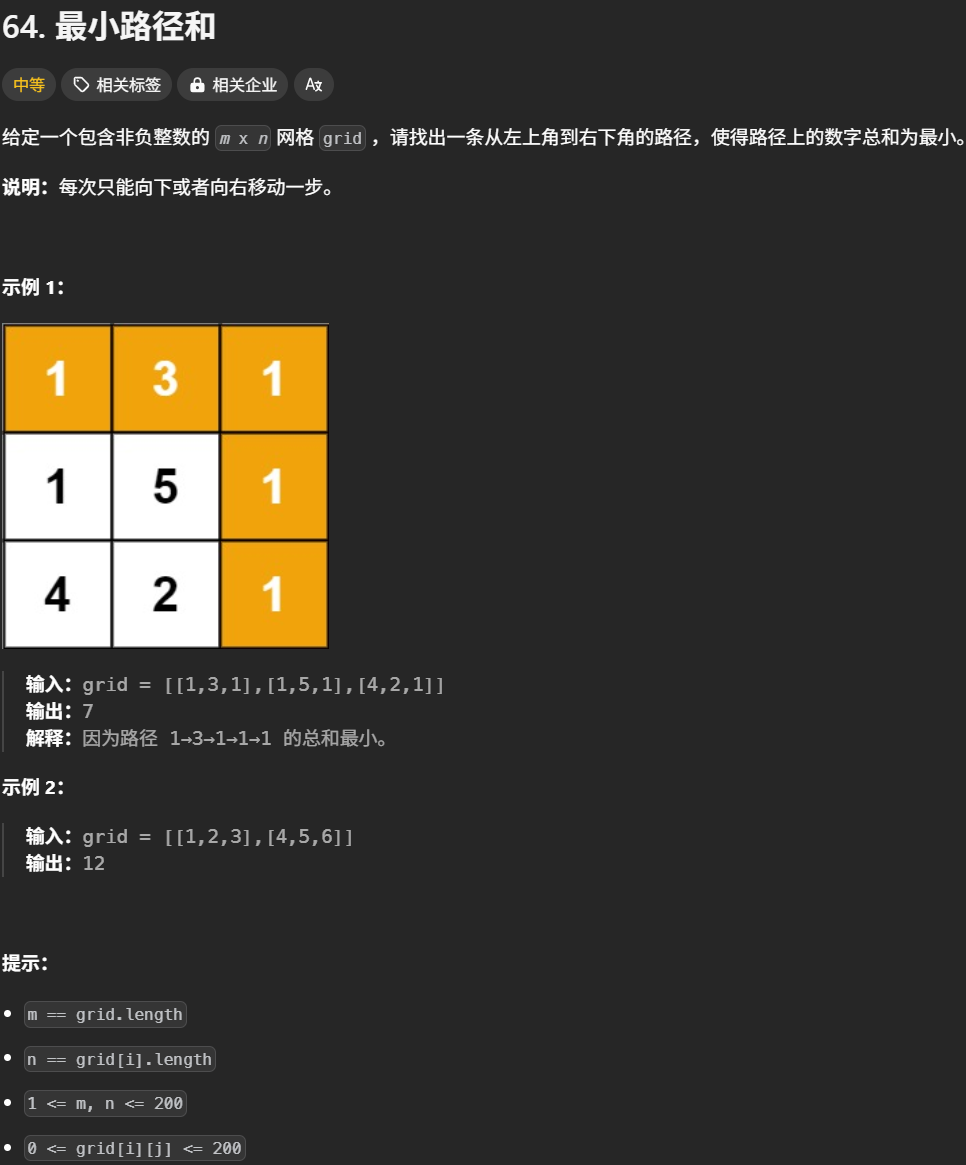 64. 最小路径和
中等 相关标签 相关企业 A文
给定一个包含非负整数的 m x n 网格 grid ，请找出一条从左上角到右下角的路径，使得路径上的数字总和为最小。
说明：每次只能向下或者向右移动一步。
示例 1：
1 3 1
1 5 1
4 2 1
输入：grid = [[1,3,1],[1,5,1],[4,2,1]]
输出：7
解释：因为路径 1→3→1→1→1 的总和最小。
示例 2：
输入：grid = [[1,2,3],[4,5,6]]
输出：12
提示：
m == grid.length
n == grid[i].length
1 <= m, n <= 200
0 <= grid[i][j] <= 200